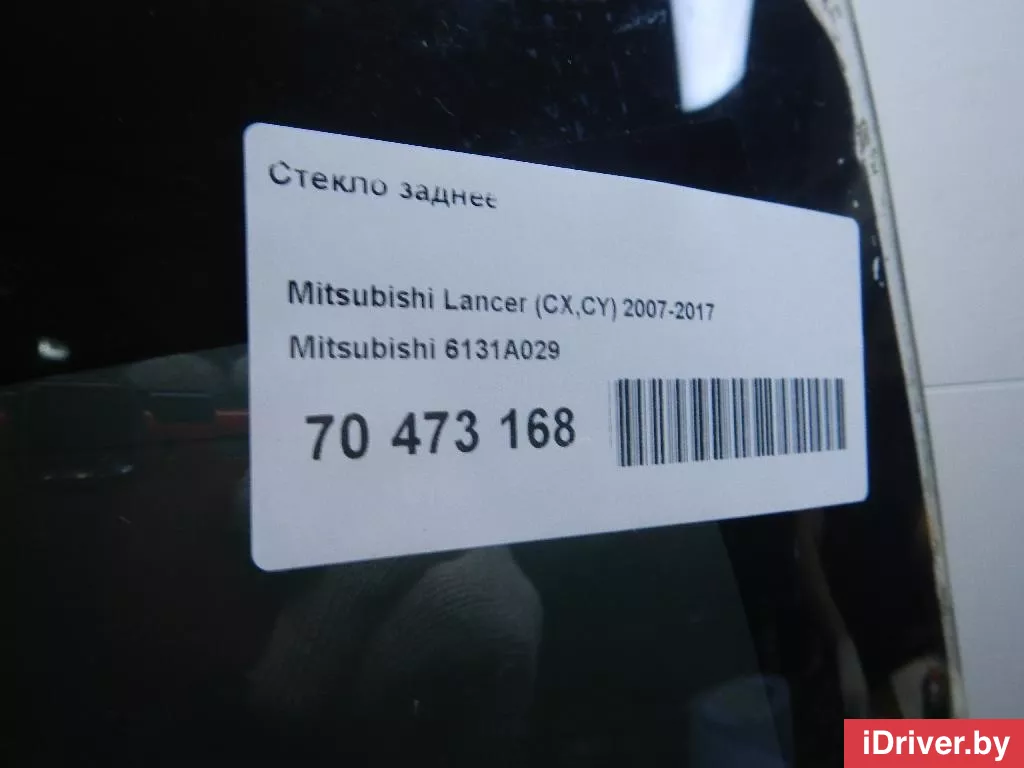 Стекло заднее
Mitsubishi Lancer (CX,CY) 2007-2017
Mitsubishi 6131A029
70 473 168
iDriver.by